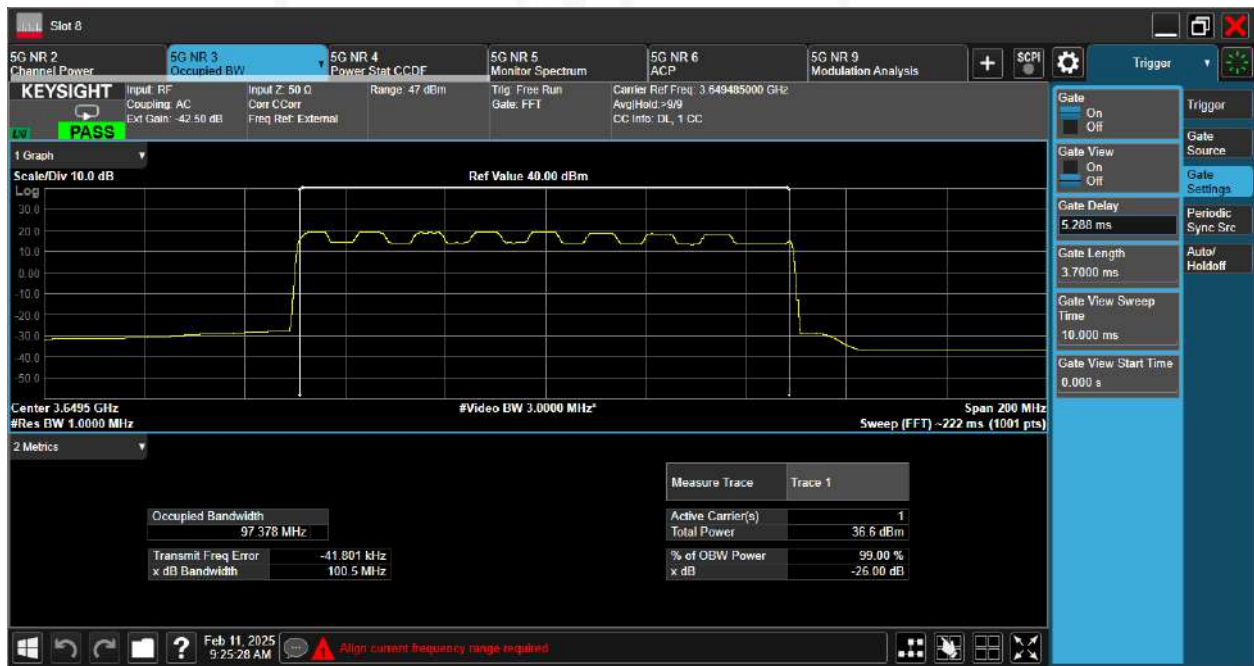 Slot 8
5G NR 2
Channel Power
5G NR 3
Occupied BW
5G NR 4
Power Stat CCDF
5G NR 5
Monitor Spectrum
5G NR 6
ACP
5G NR 9
Modulation Analysis
SCPI
Trigger
KEYSIGHT
LXI
PASS
Input: RF
Coupling: AC
Ext Gain: -42.50 dB
Input Z: 50 Ω
Corr CCorr
Freq Ref: External
Range: 47 dBm
Trig: Free Run
Gate: FFT
Carrier Ref Freq: 3.649485000 GHz
Avg|Hold:>9/9
CC Info: DL, 1 CC
1 Graph
Scale/Div 10.0 dB
Ref Value 40.00 dBm
Log
30.0
20.0
10.0
0.00
-10.0
-20.0
-30.0
-40.0
-50.0
Center 3.6495 GHz
#Video BW 3.0000 MHz*
Span 200 MHz
#Res BW 1.0000 MHz
Sweep (FFT) ~222 ms (1001 pts)
2 Metrics
Measure Trace Trace 1
Occupied Bandwidth
97.378 MHz
Active Carrier(s) 1
Total Power 36.6 dBm
Transmit Freq Error -41.801 kHz
% of OBW Power 99.00 %
x dB Bandwidth 100.5 MHz
x dB -26.00 dB
Gate
On
Off
Gate View
On
Off
Gate Delay
5.288 ms
Gate Length
3.7000 ms
Gate View Sweep
Time
10.000 ms
Gate View Start Time
0.000 s
Trigger
Gate
Source
Gate
Settings
Periodic
Sync Src
Auto/
Holdoff
?
Feb 11, 2025
9:25:28 AM
Align current frequency range required